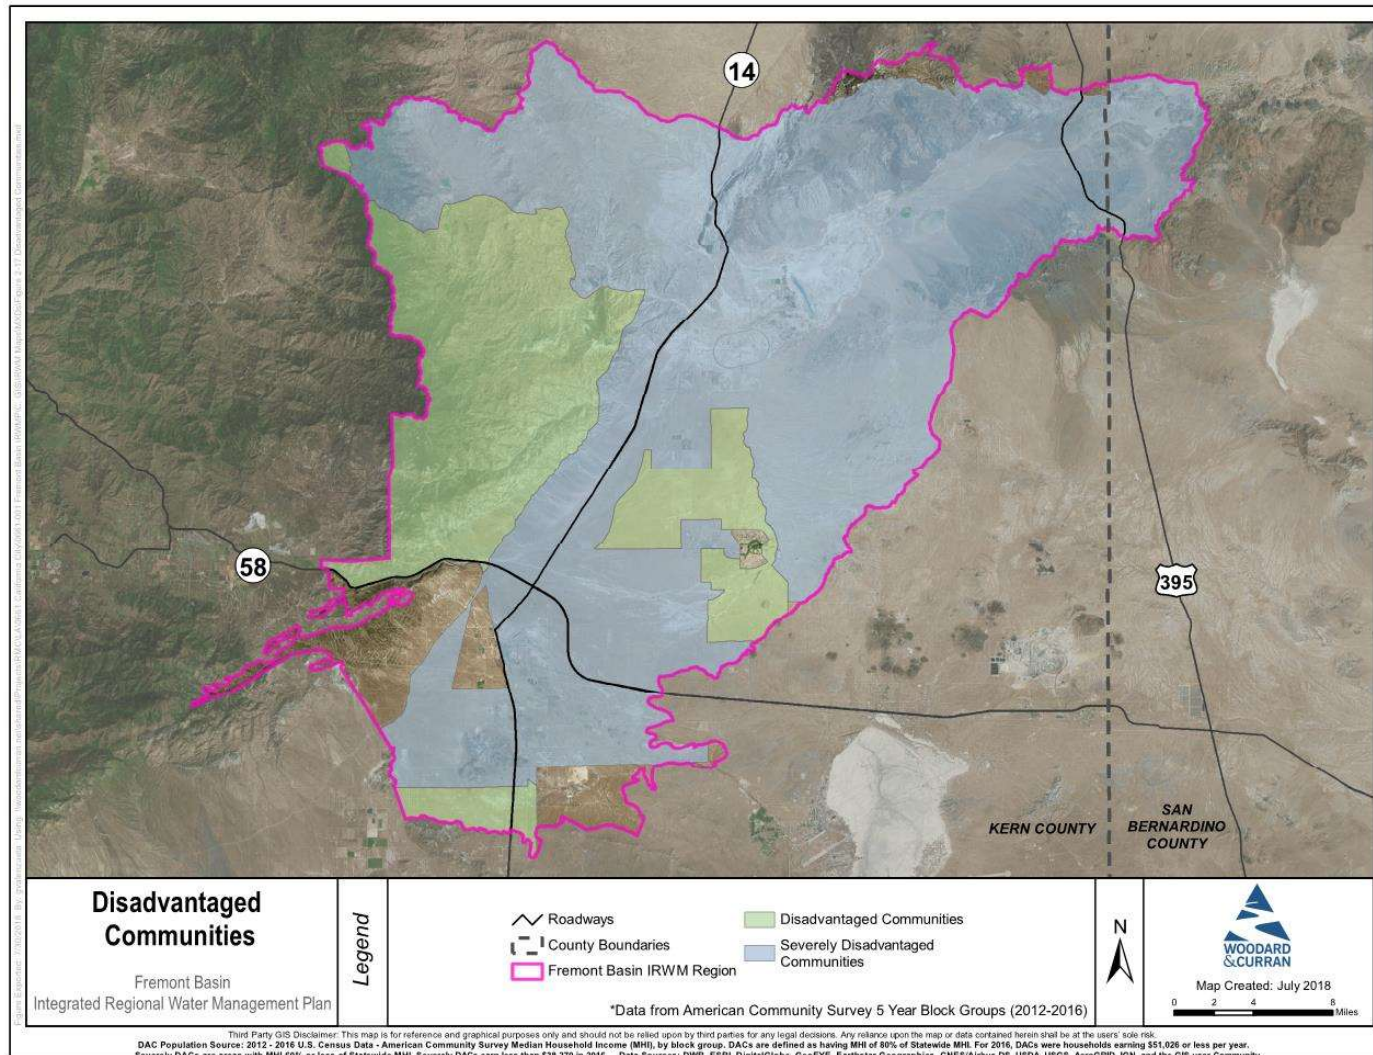 14
58
395
KERN COUNTY
SAN
BERNARDINO
COUNTY
Disadvantaged
Communities
Fremont Basin
Integrated Regional Water Management Plan
Legend
Roadways
County Boundaries
Fremont Basin IRWM Region
Disadvantaged Communities
Severely Disadvantaged
Communities
*Data from American Community Survey 5 Year Block Groups (2012-2016)
N
WOODARD
&CURRAN
Map Created: July 2018
0 2 4 8
Miles
Third Party GIS Disclaimer: This map is for reference and graphical purposes only and should not be relied upon by third parties for any legal decisions. Any reliance upon the map or data contained herein shall be at the users' sole risk.
DAC Population Source: 2012 - 2016 U.S. Census Data - American Community Survey Median Household Income (MHI), by block group. DACs are defined as having MHI of 80% of Statewide MHI. For 2016, DACs were households earning $51,026 or less per year.